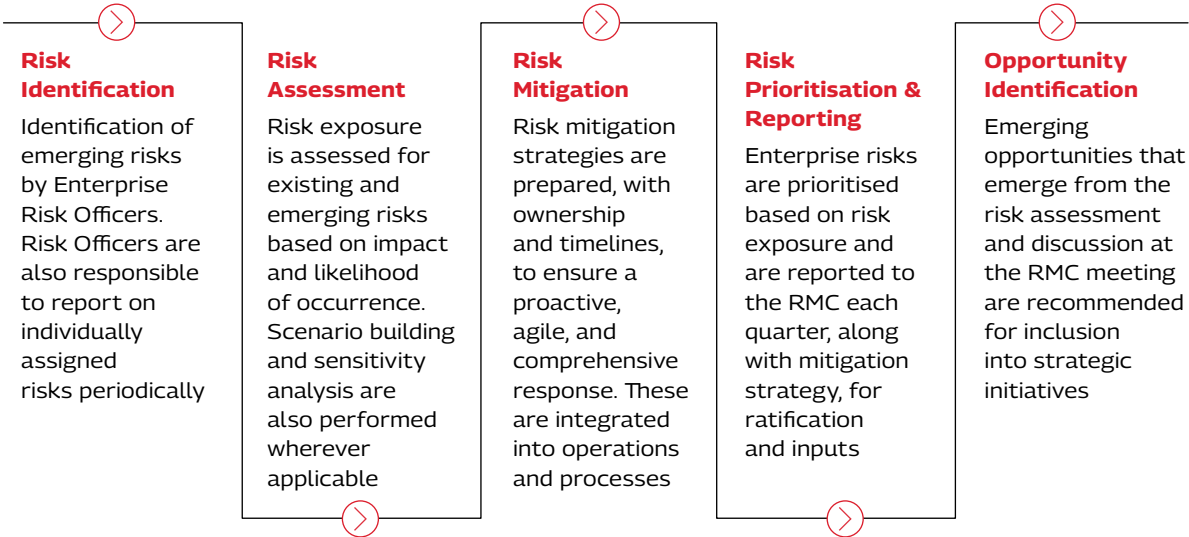 Risk
Identification
Identification of
emerging risks
by Enterprise
Risk Officers.
Risk Officers are
also responsible
to report on
individually
assigned
risks periodically
Risk
Assessment
Risk exposure
is assessed for
existing and
emerging risks
based on impact
and likelihood
of occurrence.
Scenario building
and sensitivity
analysis are
also performed
wherever
applicable
Risk
Mitigation
Risk mitigation
strategies are
prepared, with
ownership
and timelines,
to ensure a
proactive,
agile, and
comprehensive
response. These
are integrated
into operations
and processes
Risk
Prioritisation &
Reporting
Enterprise risks
are prioritised
based on risk
exposure and
are reported to
the RMC each
quarter, along
with mitigation
strategy, for
ratification
and inputs
Opportunity
Identification
Emerging
opportunities that
emerge from the
risk assessment
and discussion at
the RMC meeting
are recommended
for inclusion
into strategic
initiatives